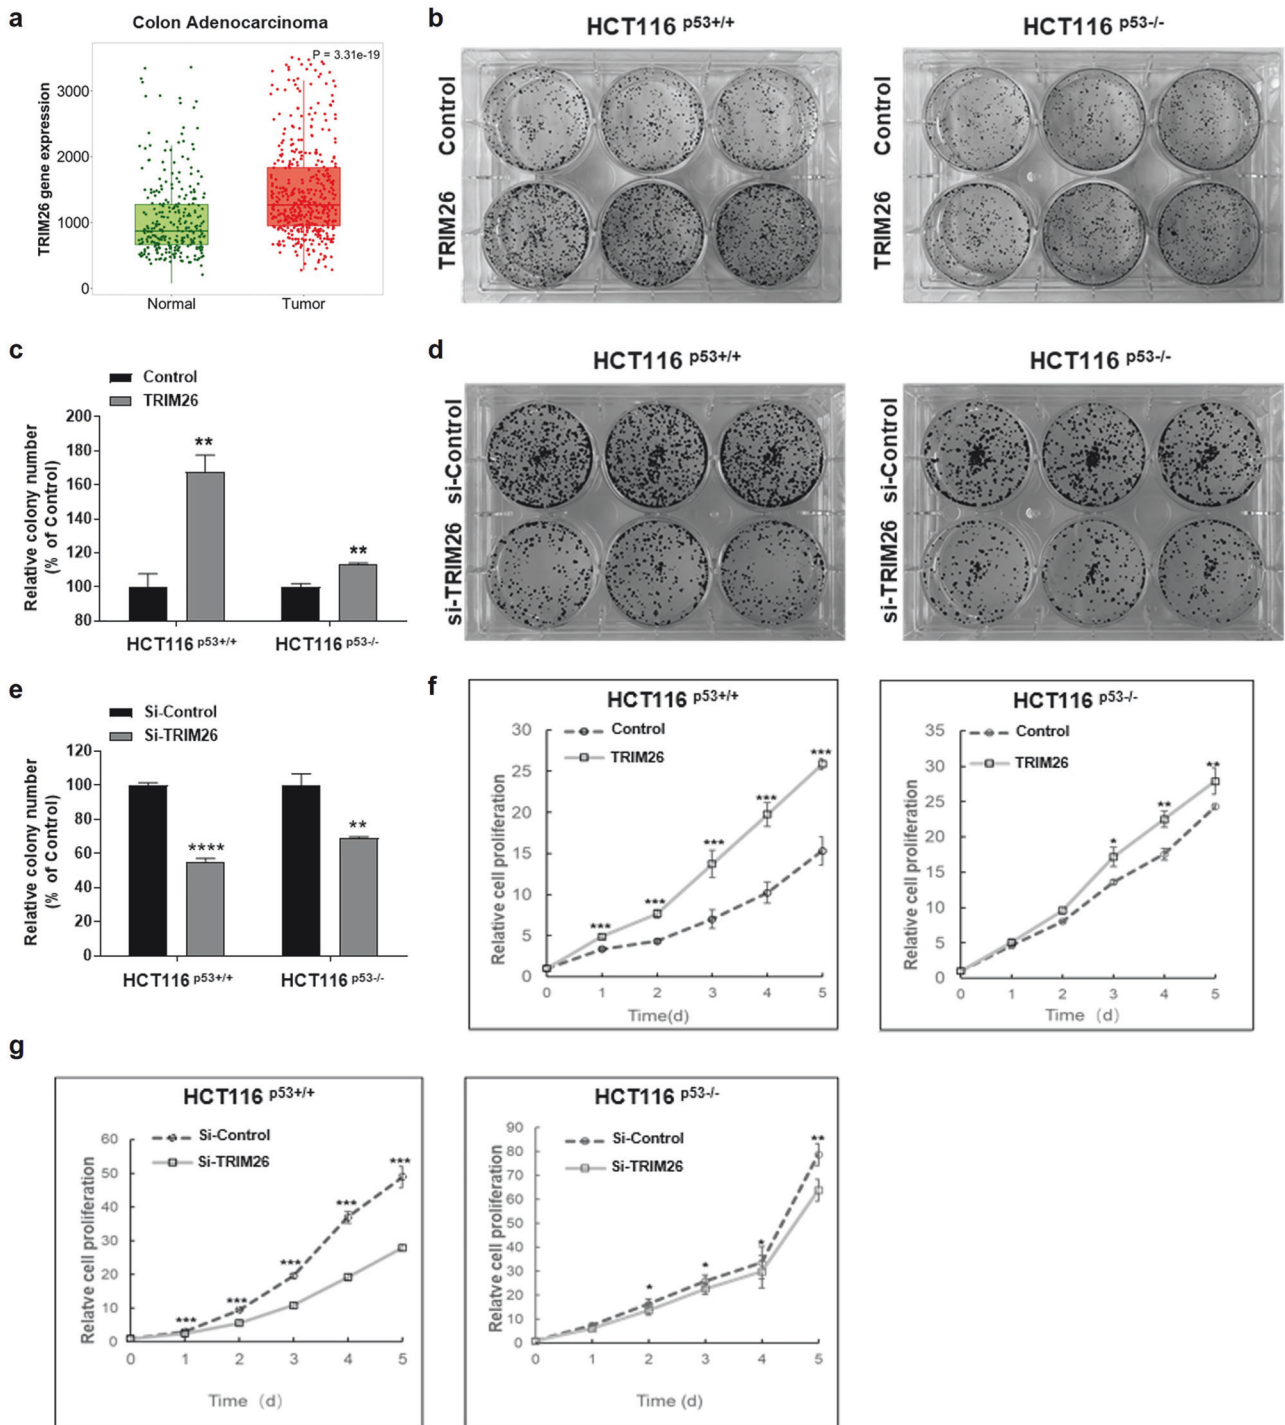 a
Colon Adenocarcinoma
P = 3.31e-19
TRIM26 gene expression
3000
2000
1000
0
Normal
Tumor
b
HCT116 p53+/+
HCT116 p53-/-
Control
TRIM26
c
Control
TRIM26
Relative colony number
(% of Control)
200
180
160
140
120
100
80
**
**
HCT116 p53+/+
HCT116 p53-/-
d
HCT116 p53+/+
HCT116 p53-/-
si-Control
si-TRIM26
si-Control
si-TRIM26
Control
TRIM26
e
Si-Control
Si-TRIM26
Relative colony number
(% of Control)
120
100
80
60
40
20
0
****
**
HCT116 p53+/+
HCT116 p53-/-
f
HCT116 p53+/+
Control
TRIM26
Relative cell proliferation
30
25
20
15
10
5
0
***
***
***
***
***
0 1 2 3 4 5
Time(d)
HCT116 p53-/-
Control
TRIM26
Relative cell proliferation
35
30
25
20
15
10
5
0
*
**
**
0 1 2 3 4 5
Time (d)
g
HCT116 p53+/+
Si-Control
Si-TRIM26
Relative cell proliferation
60
50
40
30
20
10
0
***
***
***
***
***
0 1 2 3 4 5
Time (d)
HCT116 p53-/-
Si-Control
Si-TRIM26
Relatve cell proliferation
90
80
70
60
50
40
30
20
10
0
*
*
*
**
0 1 2 3 4 5
Time (d)